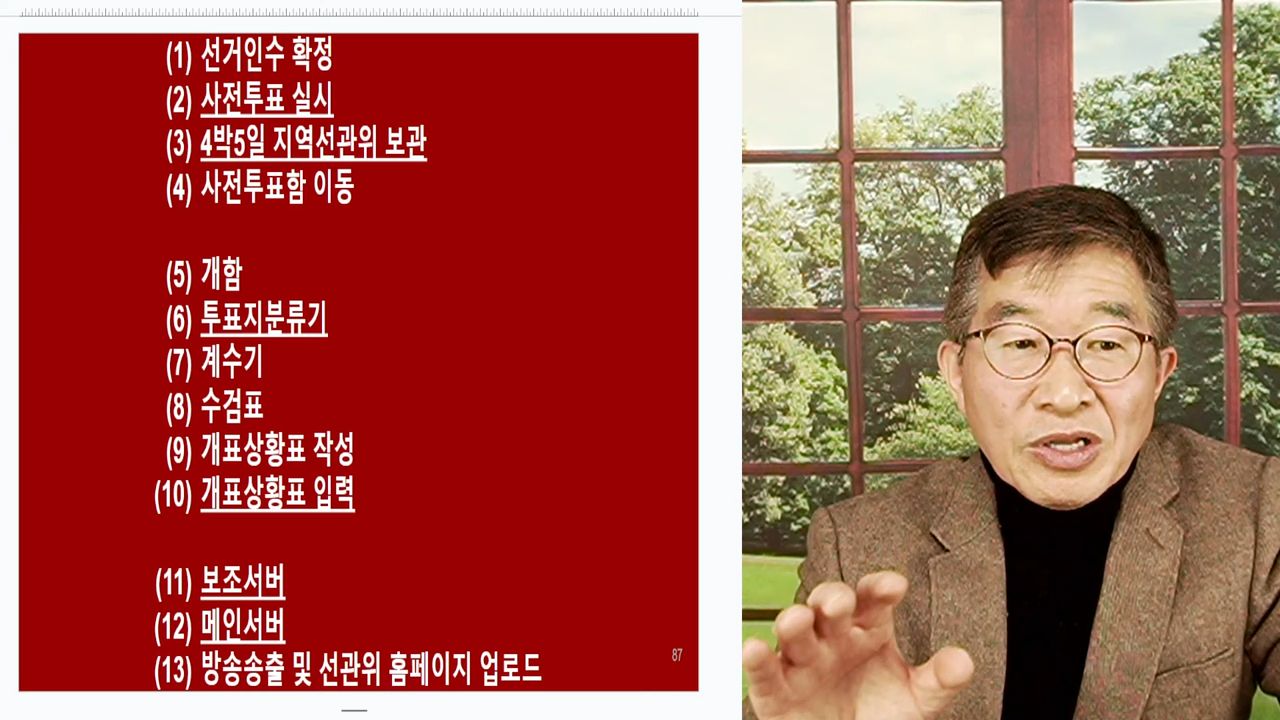 (1) 선거인수 확정
(2) 사전투표 실시
(3) 4박5일 지역선관위 보관
(4) 사전투표함 이동
(5) 개함
(6) 투표지분류기
(7) 계수기
(8) 수검표
(9) 개표상황표 작성
(10) 개표상황표 입력
(11) 보조서버
(12) 메인서버
(13) 방송송출 및 선관위 홈페이지 업로드
87